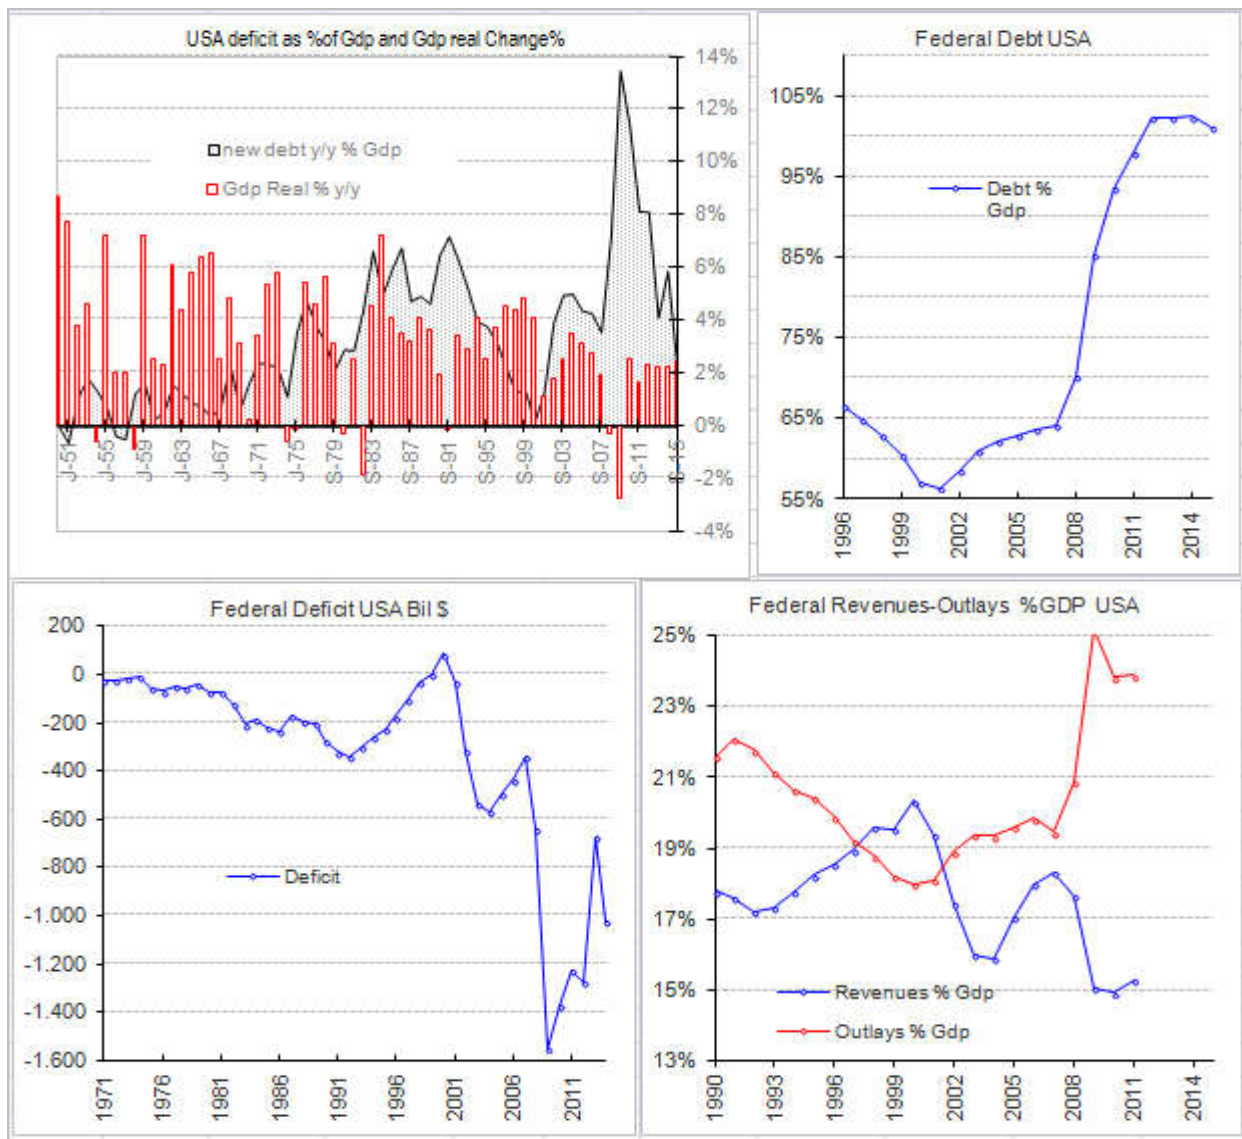 USA deficit as %of Gdp and Gdp real Change%
14%
12%
10%
8%
6%
4%
2%
0%
-2%
-4%
new debt y/y % Gdp
Gdp Real % y/y
J-51
J-55
J-59
J-63
J-67
J-71
J-75
S-79
S-83
S-87
S-91
S-95
S-99
S-03
S-07
S-11
S-15
Federal Debt USA
105%
95%
85%
75%
65%
55%
Debt %
Gdp
1996
1999
2002
2005
2008
2011
2014
Federal Deficit USA Bil $
200
0
-200
-400
-600
-800
-1.000
-1.200
-1.400
-1.600
Deficit
1971
1976
1981
1986
1991
1996
2001
2006
2011
Federal Revenues-Outlays %GDP USA
25%
23%
21%
19%
17%
15%
13%
Revenues % Gdp
Outlays % Gdp
1990
1993
1996
1999
2002
2005
2008
2011
2014